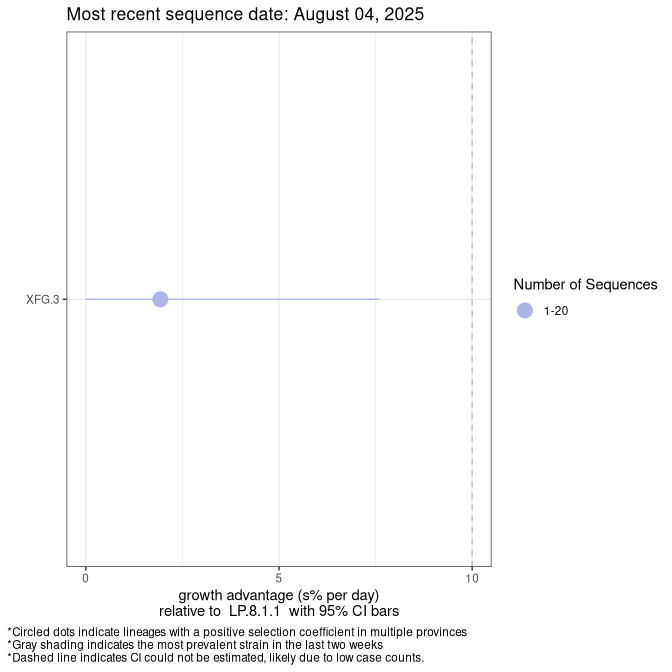 Most recent sequence date: August 04, 2025
XFG.3
Number of Sequences
1-20
0 5 10
growth advantage (s% per day)
relative to LP.8.1.1 with 95% CI bars
*Circled dots indicate lineages with a positive selection coefficient in multiple provinces
*Gray shading indicates the most prevalent strain in the last two weeks
*Dashed line indicates CI could not be estimated, likely due to low case counts.